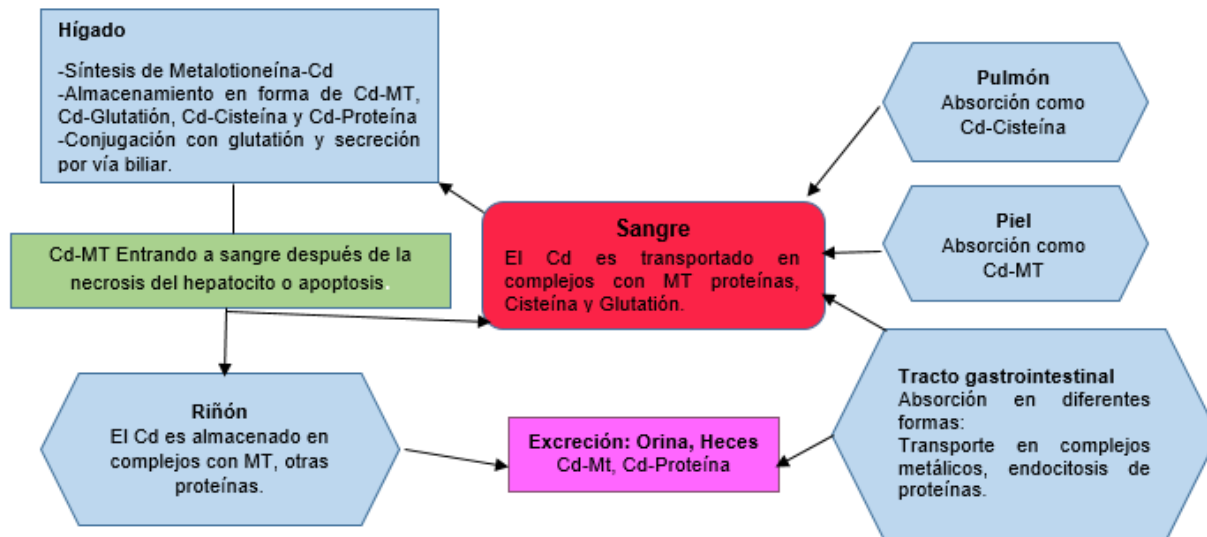 Hígado
-Síntesis de Metalotioneína-Cd
-Almacenamiento en forma de Cd-MT,
Cd-Glutatión, Cd-Cisteína y Cd-Proteína
-Conjugación con glutatión y secreción
por vía biliar.
Cd-MT Entrando a sangre después de la
necrosis del hepatocito o apoptosis.
Riñón
El Cd es almacenado en
complejos con MT, otras
proteínas.
Sangre
El Cd es transportado en
complejos con MT proteínas,
Cisteína y Glutatión.
Excreción: Orina, Heces
Cd-Mt, Cd-Proteína
Pulmón
Absorción como
Cd-Cisteína
Piel
Absorción como
Cd-MT
Tracto gastrointestinal
Absorción en diferentes
formas:
Transporte en complejos
metálicos, endocitosis de
proteínas.